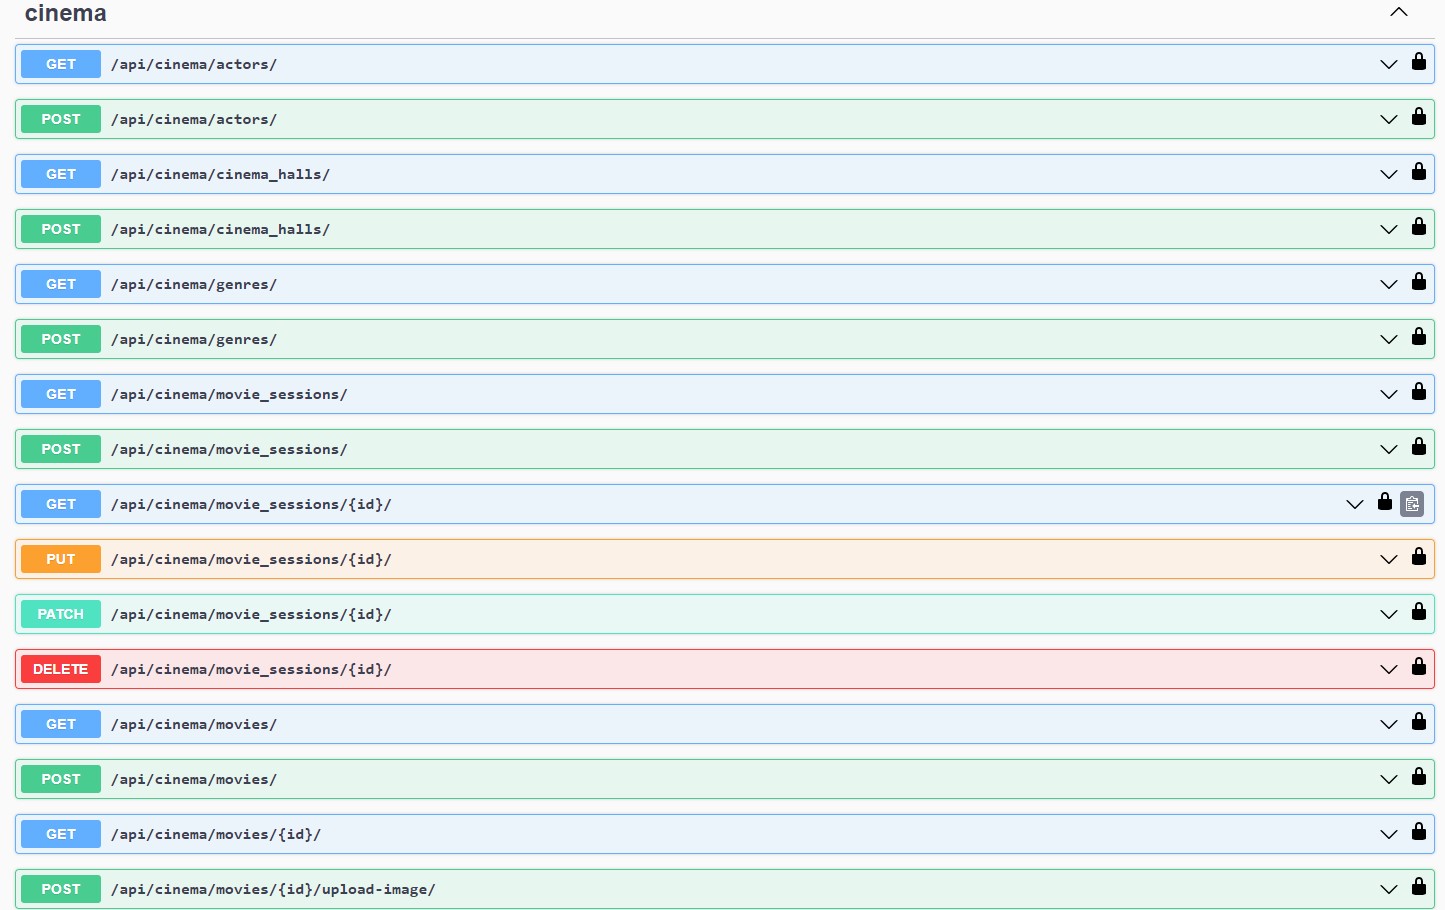 cinema
GET /api/cinema/actors/
POST /api/cinema/actors/
GET /api/cinema/cinema_halls/
POST /api/cinema/cinema_halls/
GET /api/cinema/genres/
POST /api/cinema/genres/
GET /api/cinema/movie_sessions/
POST /api/cinema/movie_sessions/
GET /api/cinema/movie_sessions/{id}/
PUT /api/cinema/movie_sessions/{id}/
PATCH /api/cinema/movie_sessions/{id}/
DELETE /api/cinema/movie_sessions/{id}/
GET /api/cinema/movies/
POST /api/cinema/movies/
GET /api/cinema/movies/{id}/
POST /api/cinema/movies/{id}/upload-image/